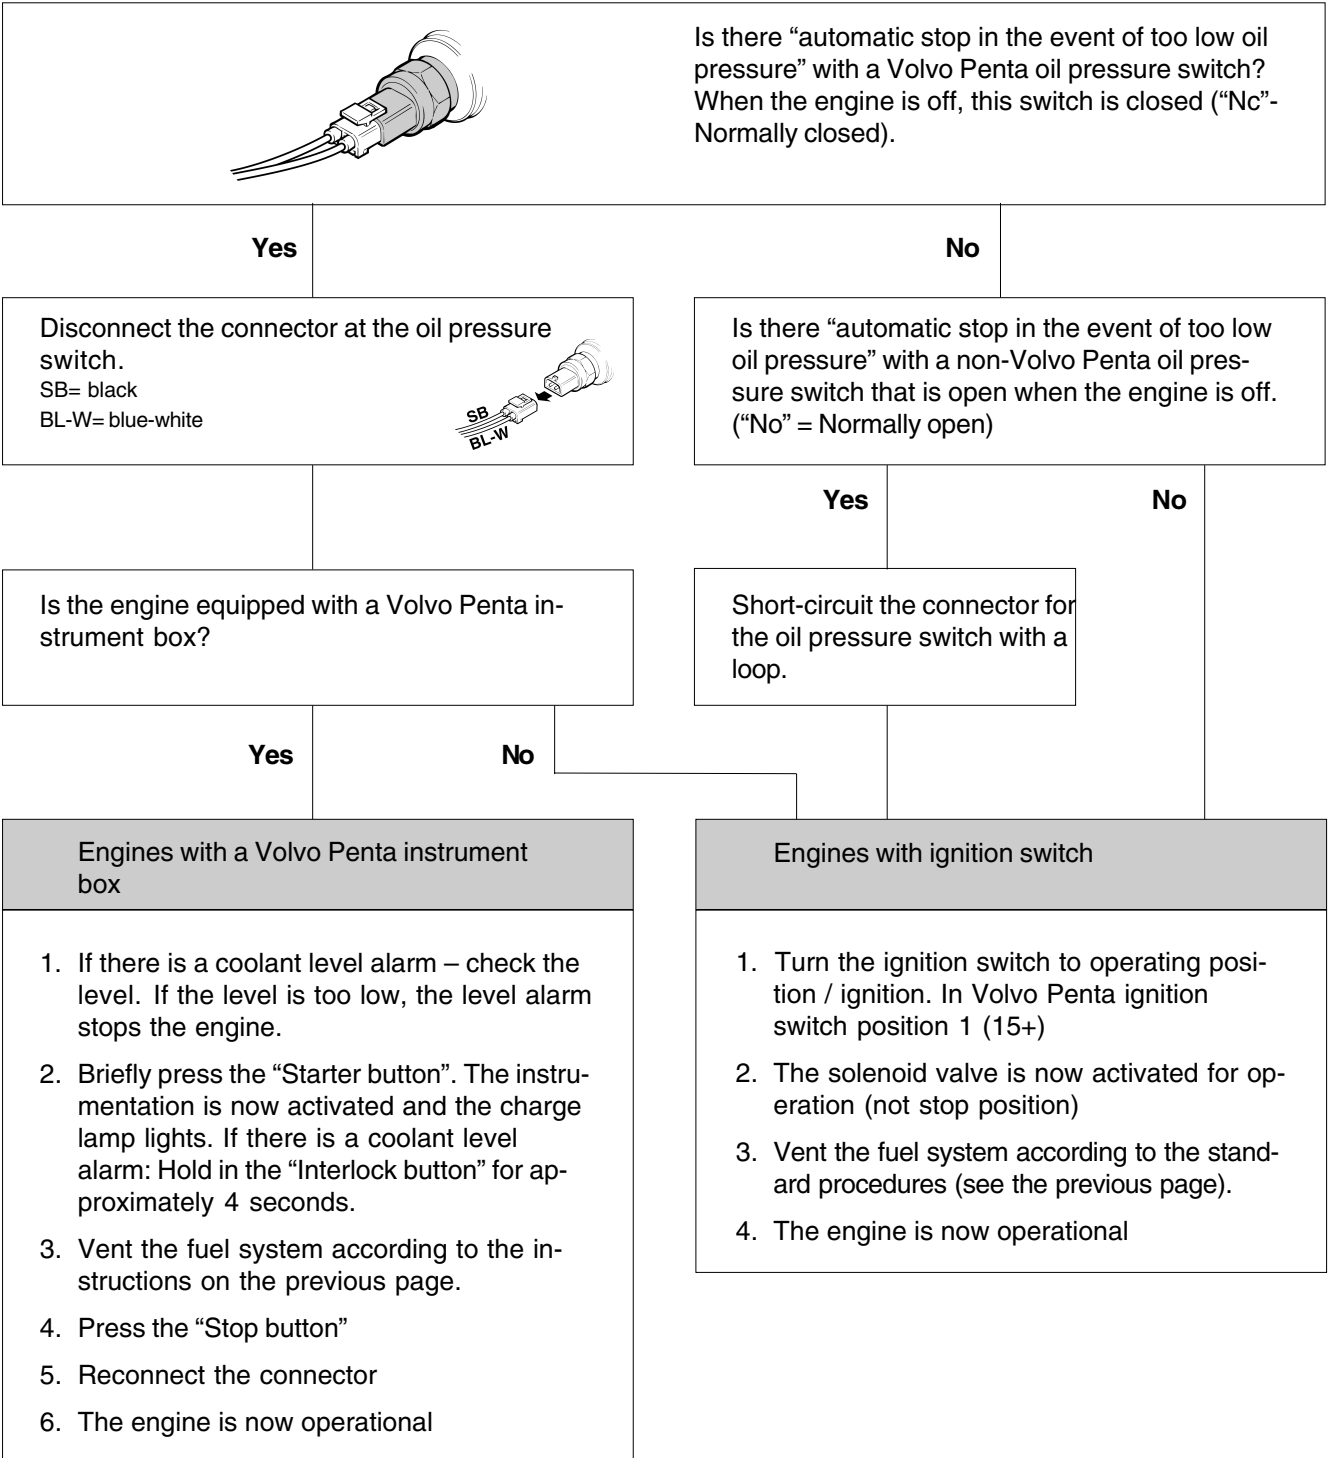 Is there “automatic stop in the event of too low oil
pressure” with a Volvo Penta oil pressure switch?
When the engine is off, this switch is closed (“Nc”-
Normally closed).
Yes
No
Disconnect the connector at the oil pressure
switch.
SB= black
BL-W= blue-white
SB
BL-W
Is there “automatic stop in the event of too low
oil pressure” with a non-Volvo Penta oil pres-
sure switch that is open when the engine is off.
(“No” = Normally open)
Yes
No
Is the engine equipped with a Volvo Penta in-
strument box?
Short-circuit the connector for
the oil pressure switch with a
loop.
Yes
No
Engines with a Volvo Penta instrument
box
1. If there is a coolant level alarm – check the
level. If the level is too low, the level alarm
stops the engine.
2. Briefly press the “Starter button”. The instru-
mentation is now activated and the charge
lamp lights. If there is a coolant level
alarm: Hold in the “Interlock button” for ap-
proximately 4 seconds.
3. Vent the fuel system according to the in-
structions on the previous page.
4. Press the “Stop button”
5. Reconnect the connector
6. The engine is now operational
Engines with ignition switch
1. Turn the ignition switch to operating posi-
tion / ignition. In Volvo Penta ignition
switch position 1 (15+)
2. The solenoid valve is now activated for op-
eration (not stop position)
3. Vent the fuel system according to the stand-
ard procedures (see the previous page).
4. The engine is now operational